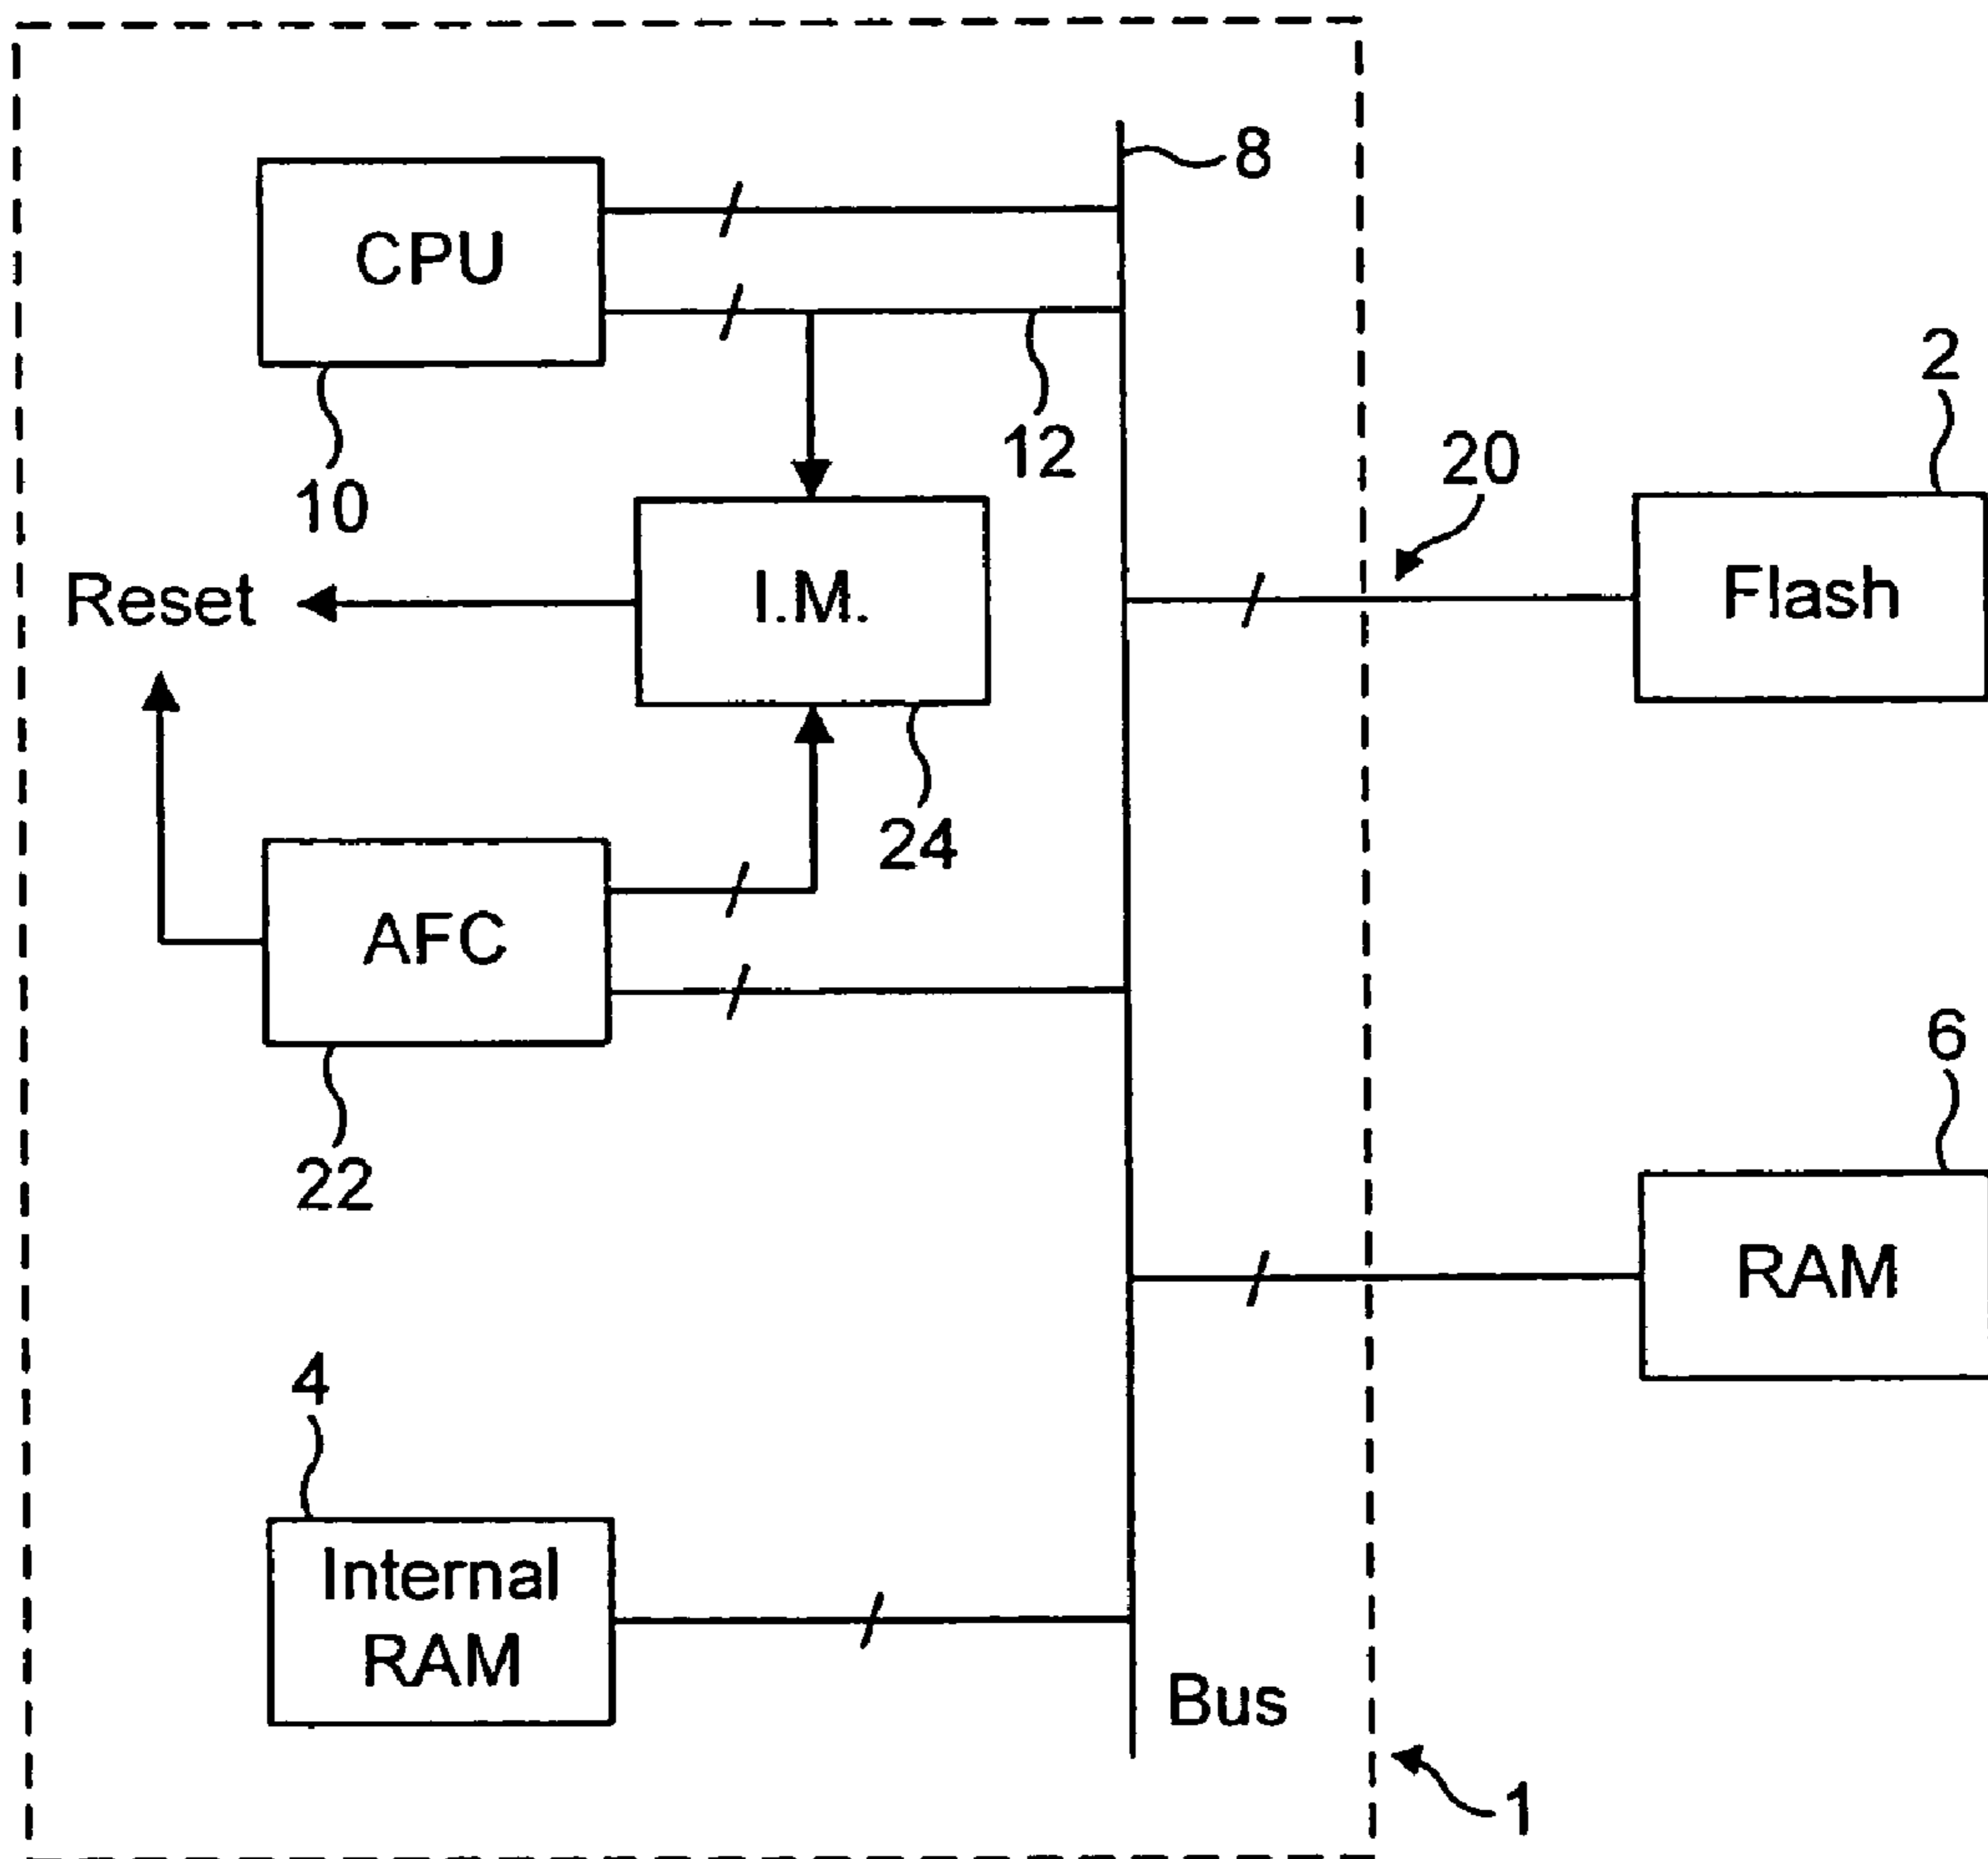 8
CPU
2
12
20
10
I.M.
Flash
Reset
24
AFC
6
22
RAM
4
Internal
RAM
Bus
1